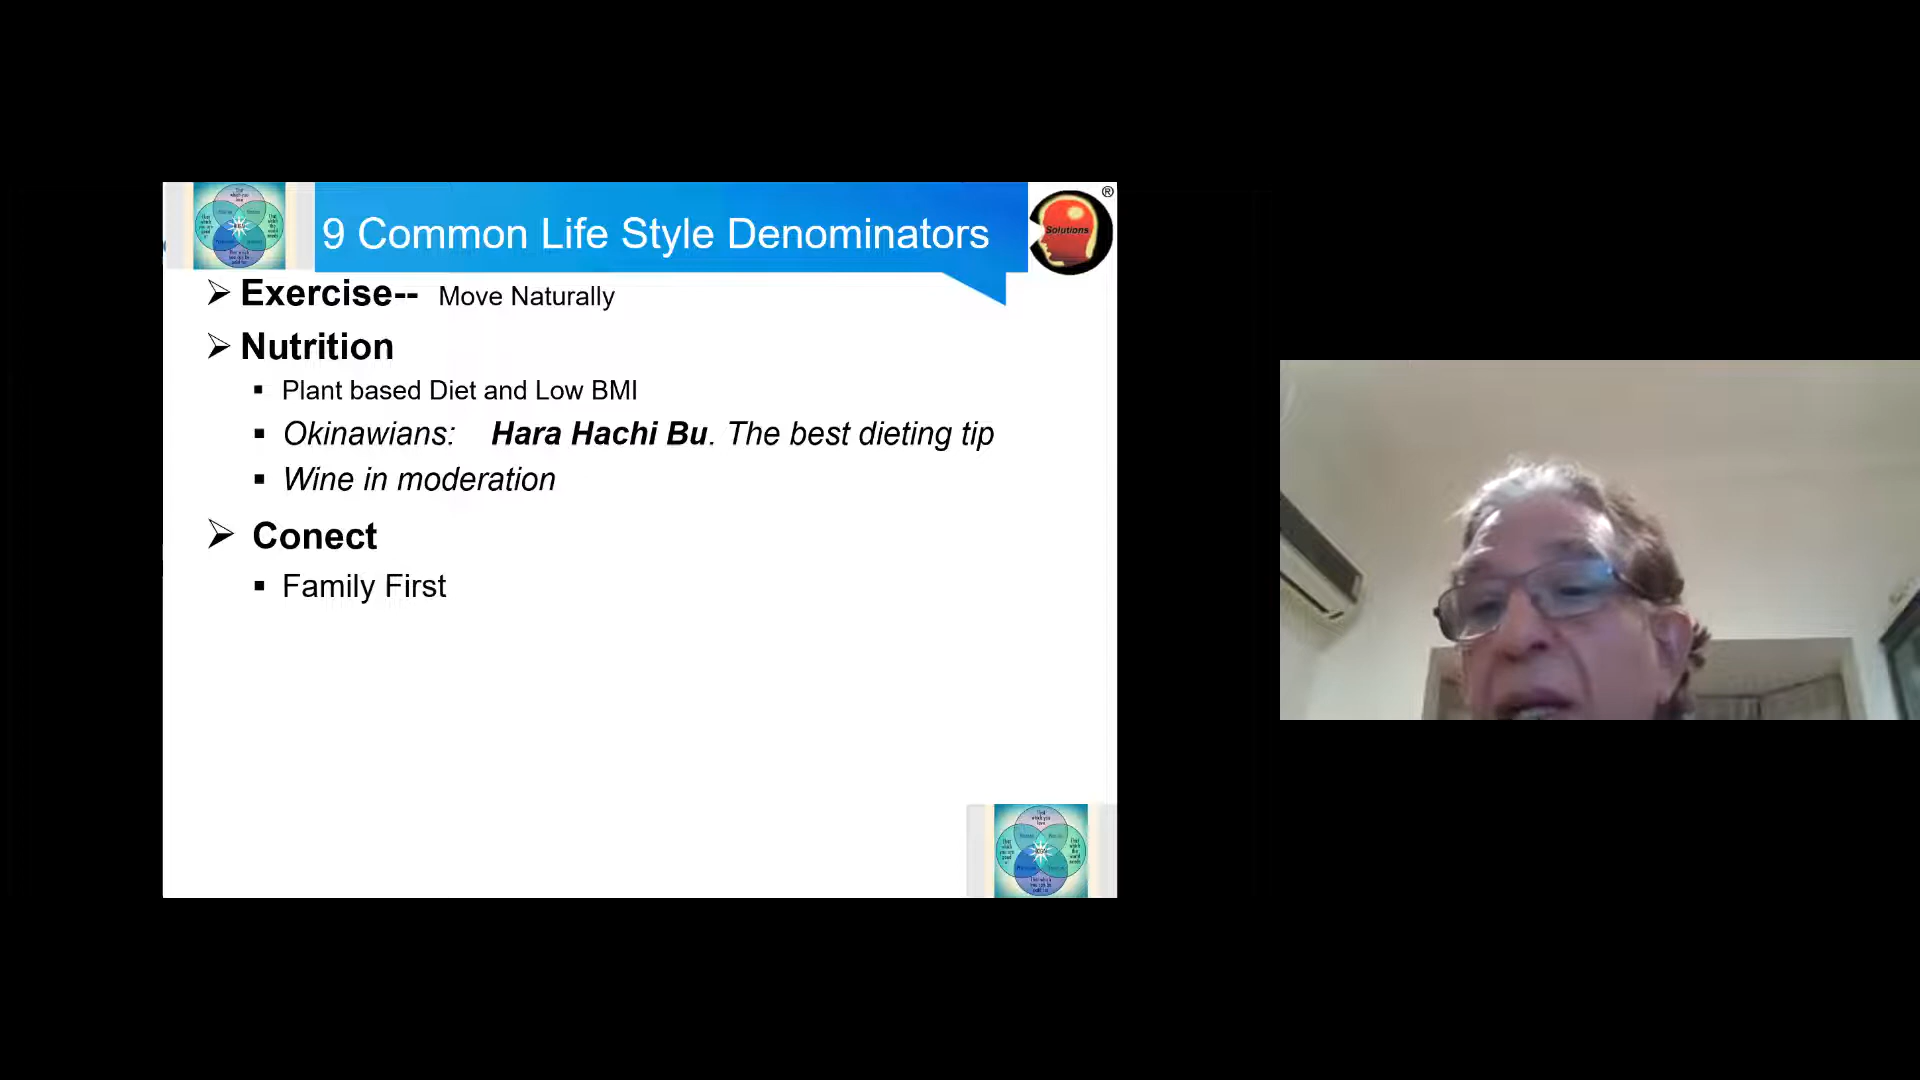 9 Common Life Style Denominators
®
Solutions
➢ Exercise-- Move Naturally
➢ Nutrition
▪ Plant based Diet and Low BMI
▪ Okinawians: Hara Hachi Bu. The best dieting tip
▪ Wine in moderation
➢ Conect
▪ Family First